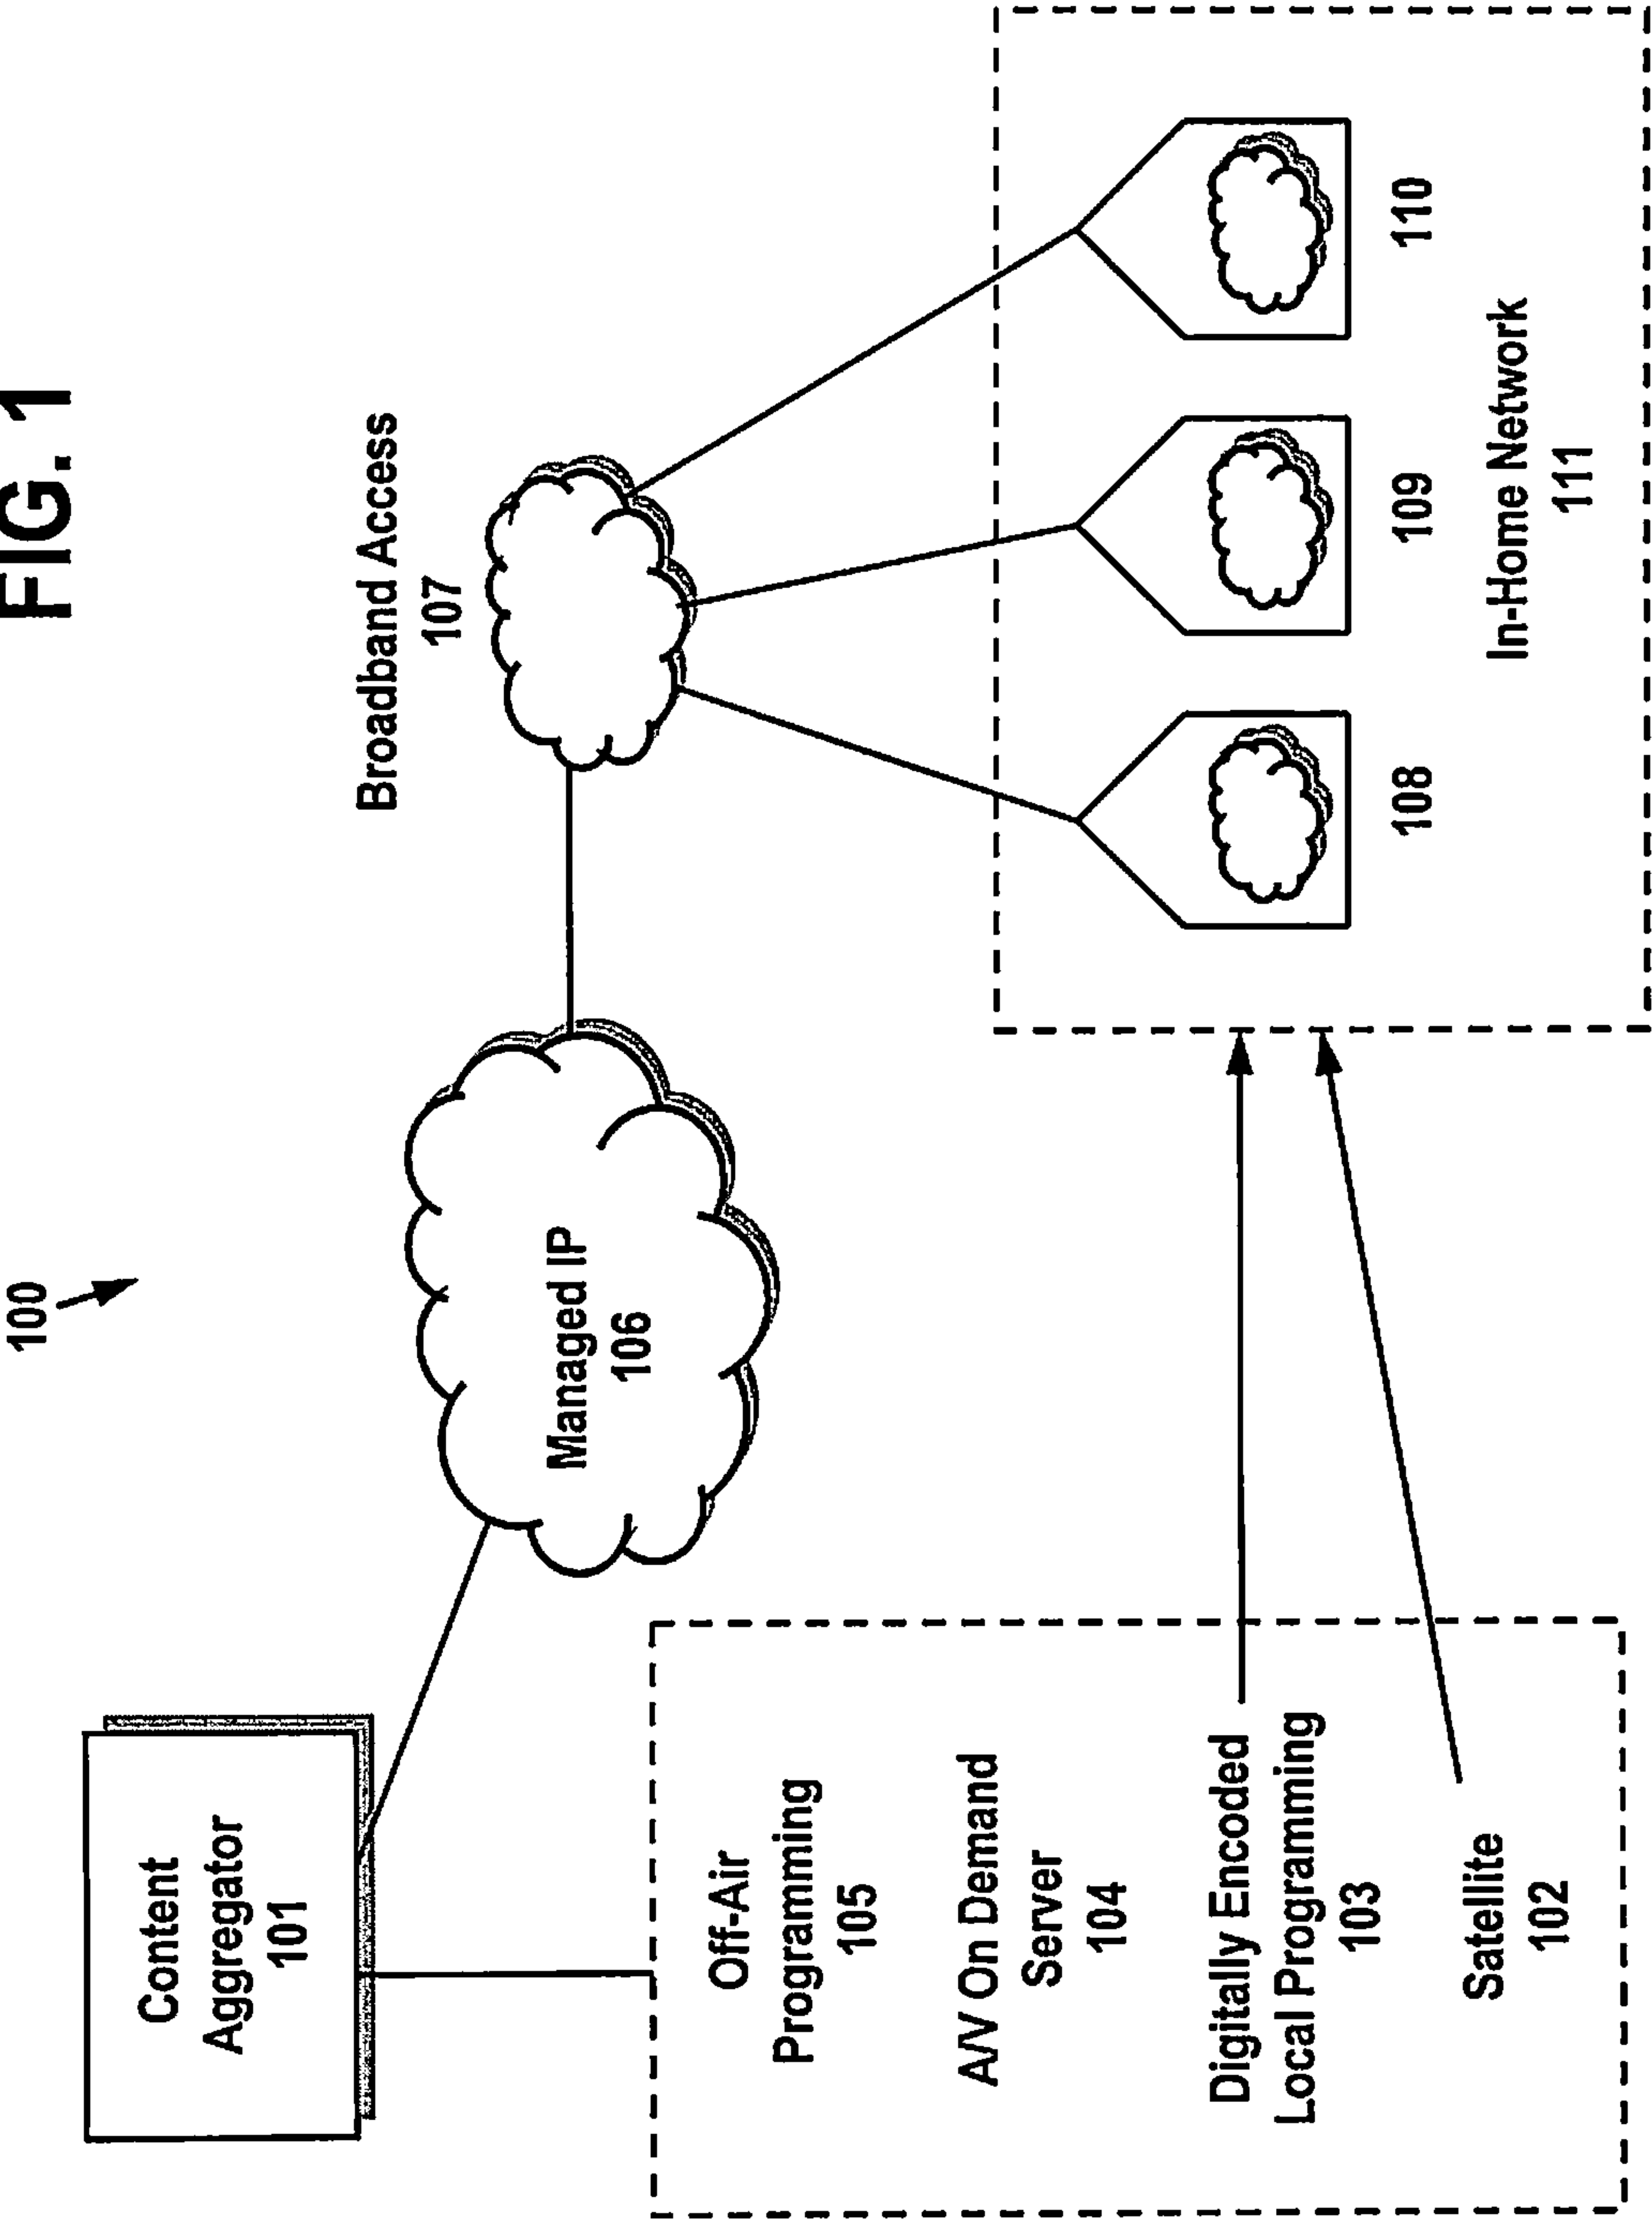 FIG. 1
100
Content
Aggregator
101
Managed IP
106
Broadband Access
107
Off-Air
Programming
105
A/V On Demand
Server
104
Digitally Encoded
Local Programming
103
Satellite
102
108
109
110
In-Home Network
111